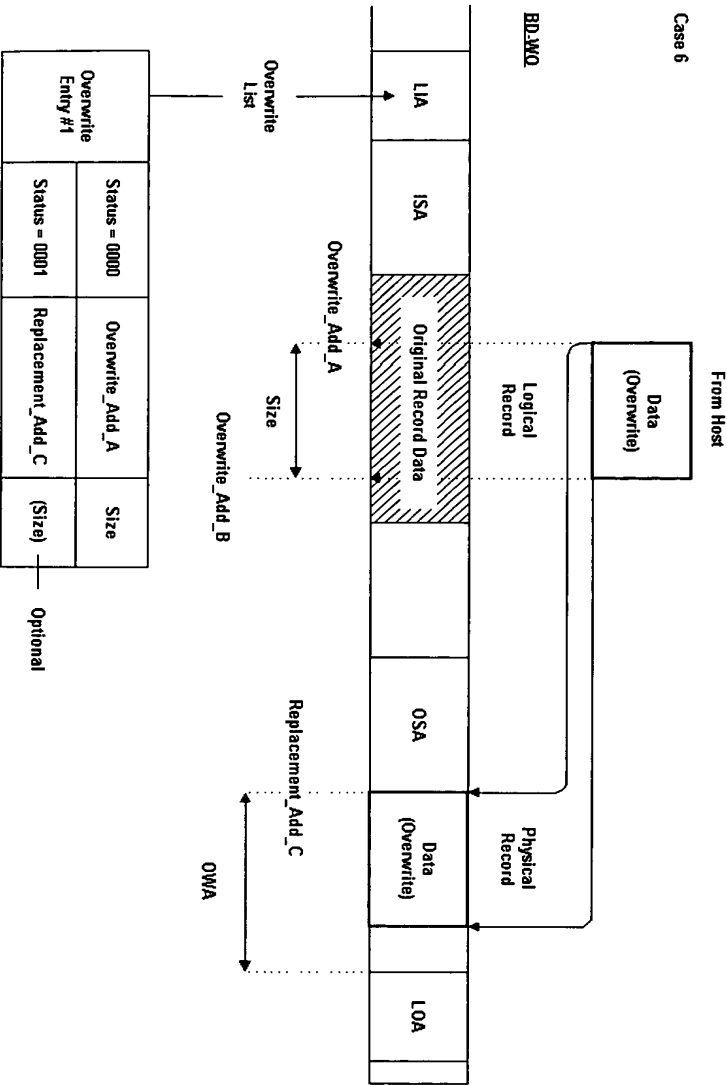 Case 6
From Host
Data
(Overwrite)
BD-WO
Logical
Record
Physical
Record
LIA
ISA
Original Record Data
OSA
Data
(Overwrite)
LOA
Overwrite_Add_A
Replacement_Add_C
Size
Overwrite
List
Overwrite_Add_B
OWA
Overwrite
Entry #1
Status = 0000
Overwrite_Add_A
Size
Status = 0001
Replacement_Add_C
(Size)
Optional